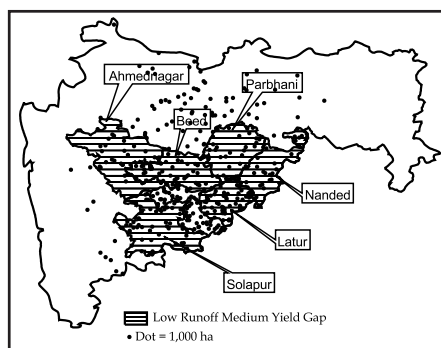 Ahmednagar
Parbhani
Beed
Nanded
Latur
Solapur
Low Runoff Medium Yield Gap
• Dot = 1,000 ha